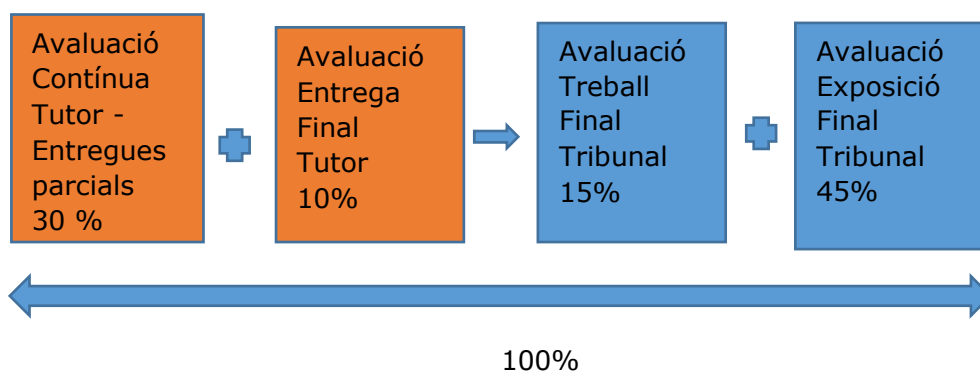 Avaluació
Contínua
Tutor -
Entregues
parcials
30 %
Avaluació
Entrega
Final
Tutor
10%
Avaluació
Treball
Final
Tribunal
15%
Avaluació
Exposició
Final
Tribunal
45%
100%